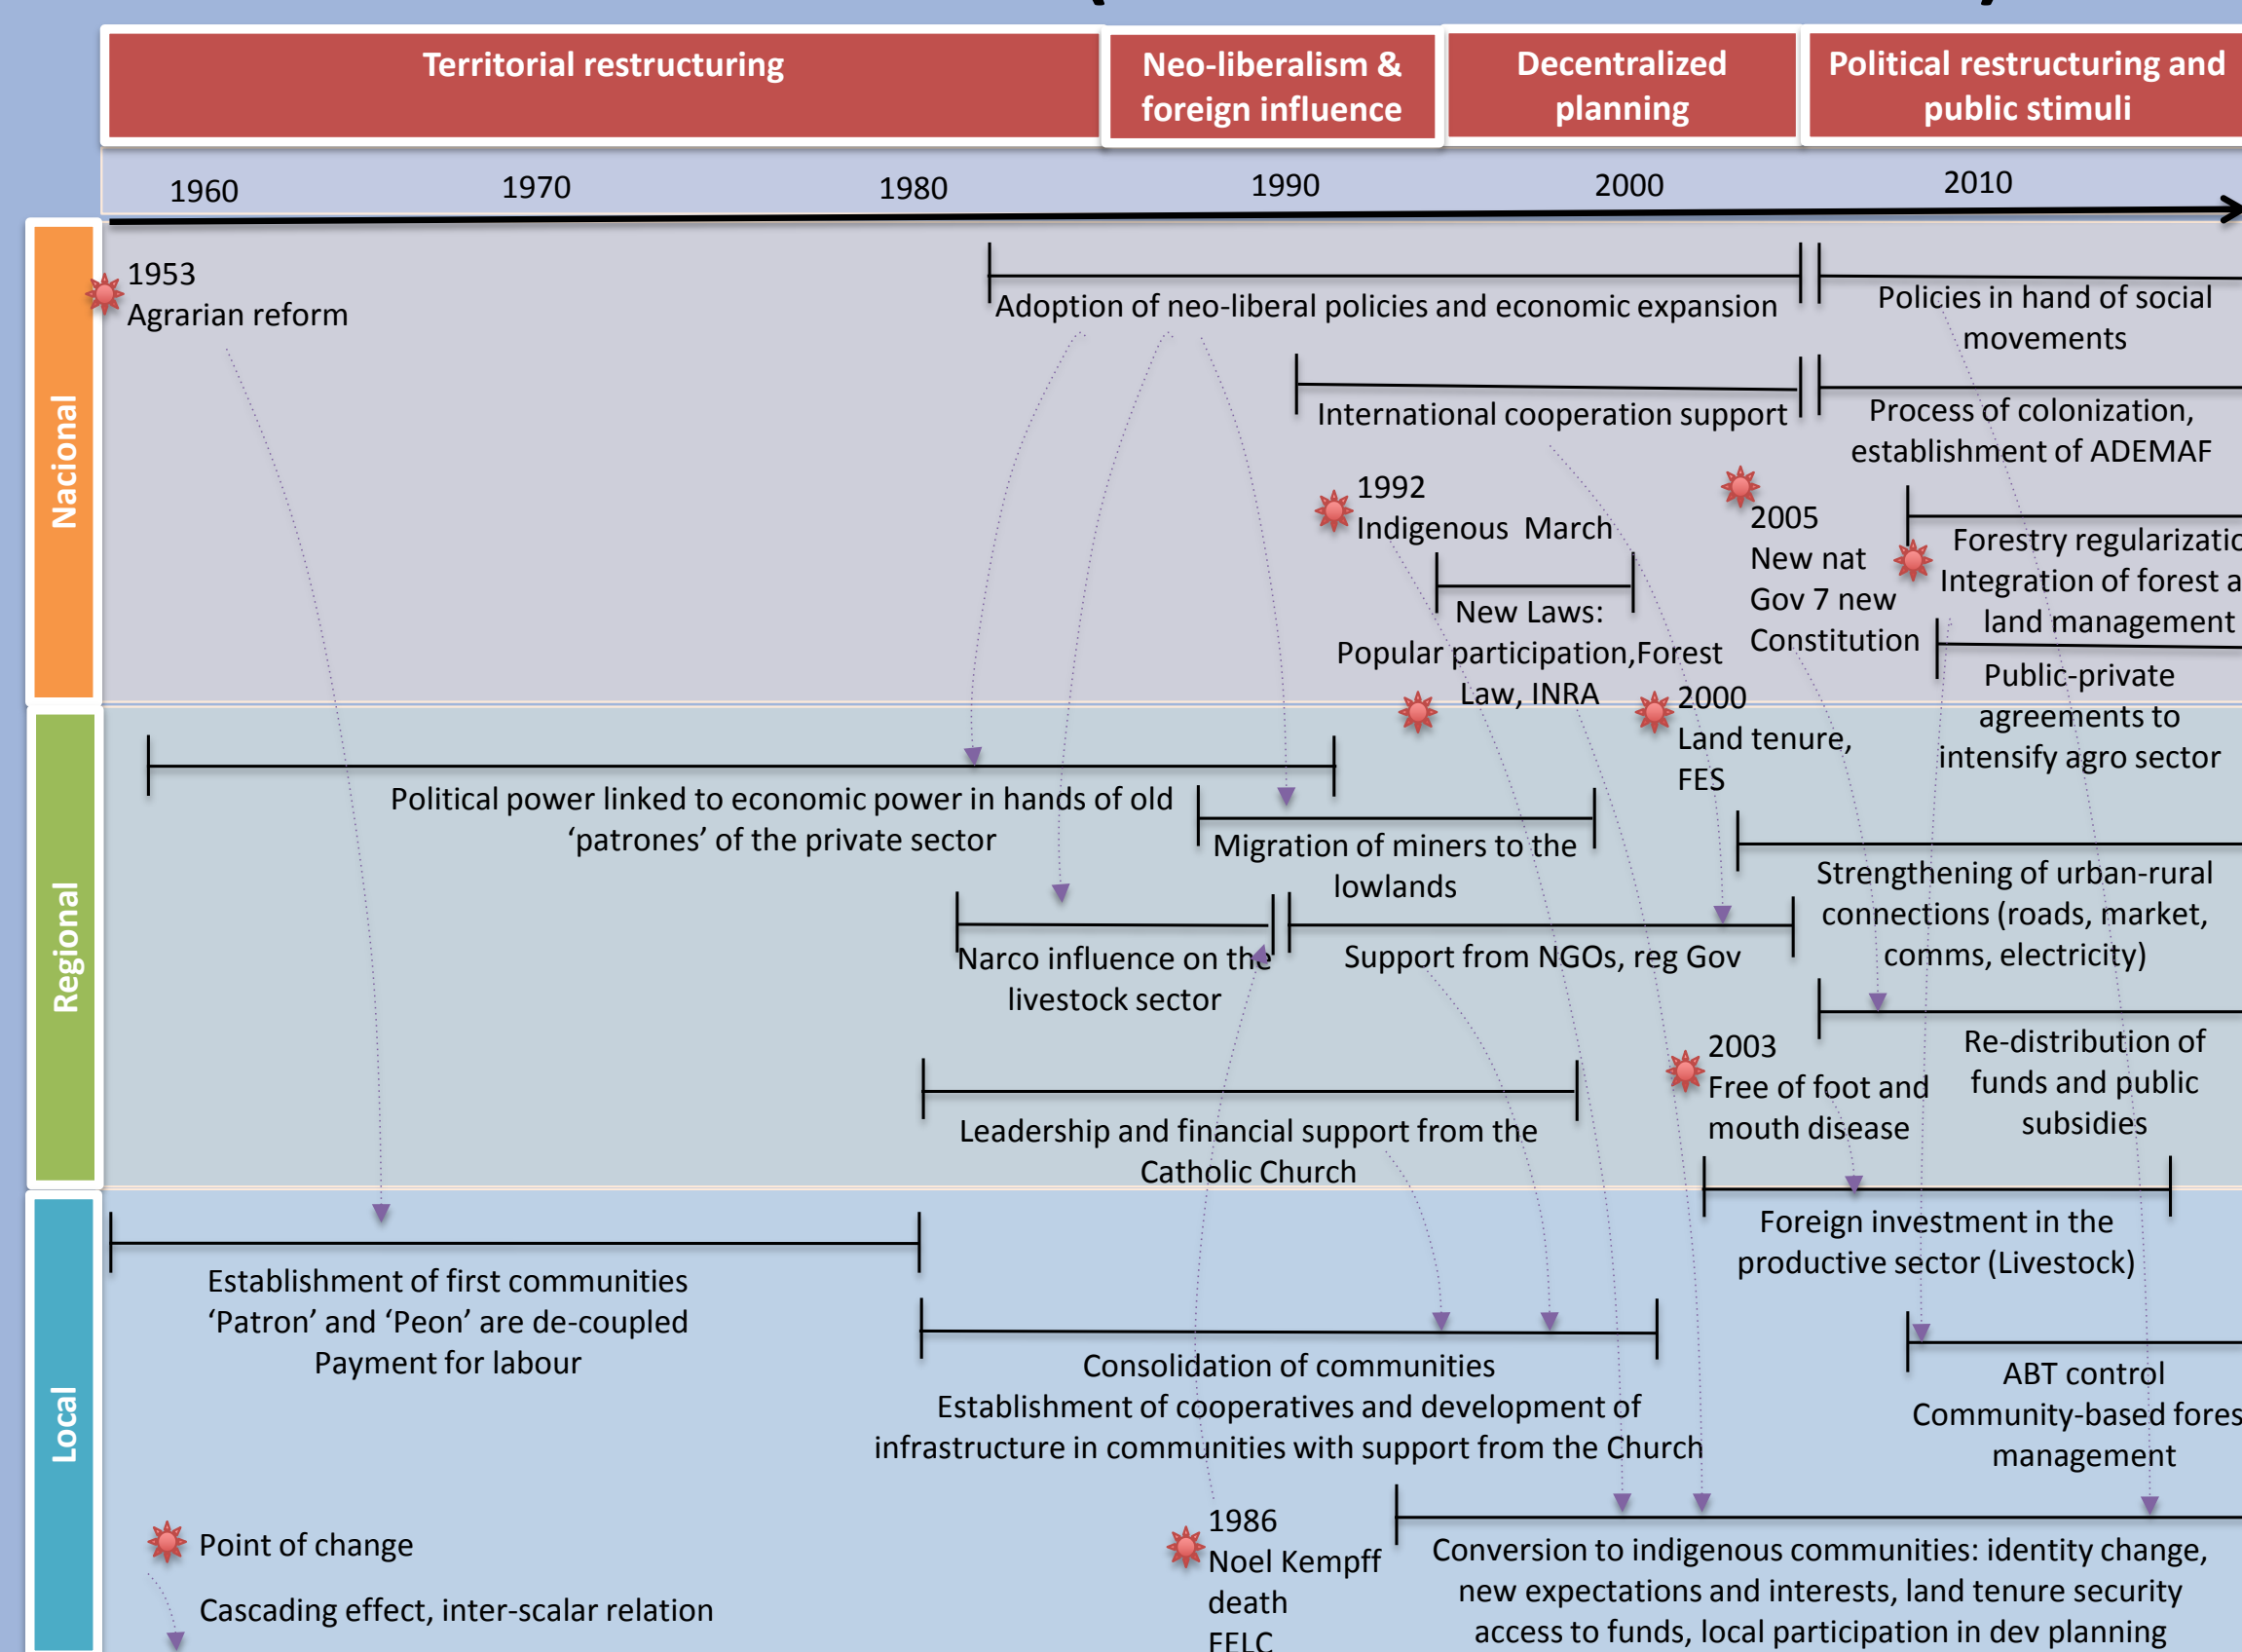 Territorial restructuring
Neo-liberalism &
foreign influence
Decentralized
planning
Political restructuring and
public stimuli
1960
1970
1980
1990
2000
2010
Nacional
1953
Agrarian reform
Adoption of neo-liberal policies and economic expansion
Policies in hand of social
movements
International cooperation support
Process of colonization,
establishment of ADEMAF
1992
Indigenous March
2005
New nat
Gov 7 new
Constitution
Forestry regularizatio
Integration of forest a
land management
New Laws:
Popular participation,Forest
Law, INRA
Public-private
agreements to
intensify agro sector
2000
Land tenure,
FES
Regional
Political power linked to economic power in hands of old
‘patrones’ of the private sector
Migration of miners to the
lowlands
Strengthening of urban-rural
connections (roads, market,
comms, electricity)
Narco influence on the
livestock sector
Support from NGOs, reg Gov
2003
Free of foot and
mouth disease
Re-distribution of
funds and public
subsidies
Leadership and financial support from the
Catholic Church
Local
Foreign investment in the
productive sector (Livestock)
Establishment of first communities
‘Patron’ and ‘Peon’ are de-coupled
Payment for labour
Consolidation of communities
Establishment of cooperatives and development of
infrastructure in communities with support from the Church
ABT control
Community-based fores
management
1986
Noel Kempff
death
FELC
Conversion to indigenous communities: identity change,
new expectations and interests, land tenure security
access to funds, local participation in dev planning
Point of change
Cascading effect, inter-scalar relation